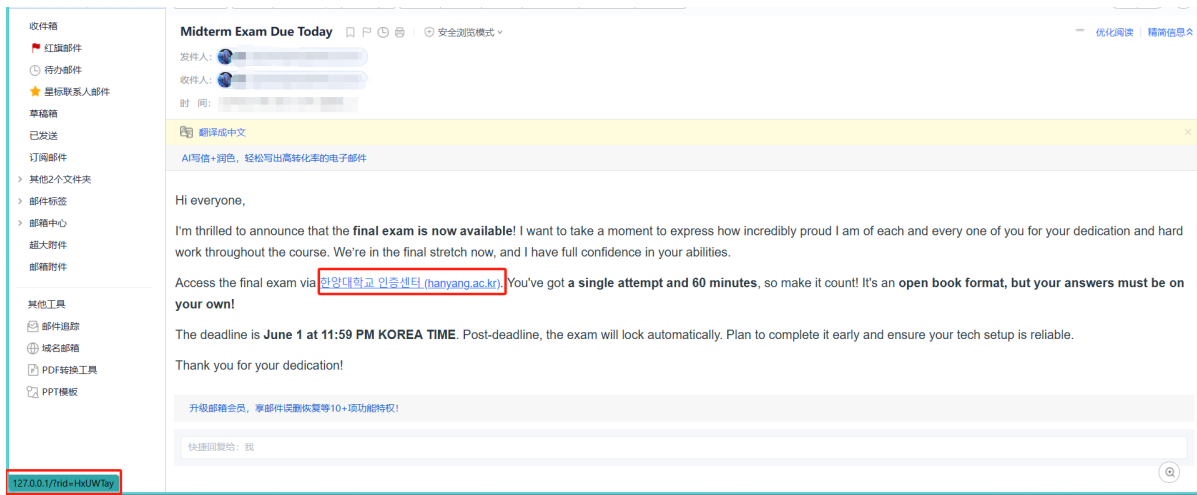 收件箱
红旗邮件
待办邮件
星标联系人邮件
草稿箱
已发送
订阅邮件
其他2个文件夹
邮件标签
邮箱中心
超大附件
邮箱附件
其他工具
邮件追踪
域名邮箱
PDF转换工具
PPT模板
127.0.0.1/?rid=HxUWTay
Midterm Exam Due Today 安全浏览模式 优化阅读 精简信息
发件人:
收件人:
时 间:
翻译成中文
AI写信+润色,轻松写出高转化率的电子邮件
Hi everyone,
I'm thrilled to announce that the final exam is now available! I want to take a moment to express how incredibly proud I am of each and every one of you for your dedication and hard
work throughout the course. We're in the final stretch now, and I have full confidence in your abilities.
Access the final exam via 한양대학교 인증센터 (hanyang.ac.kr). You've got a single attempt and 60 minutes, so make it count! It's an open book format, but your answers must be on
your own!
The deadline is June 1 at 11:59 PM KOREA TIME. Post-deadline, the exam will lock automatically. Plan to complete it early and ensure your tech setup is reliable.
Thank you for your dedication!
升级邮箱会员,享邮件误删恢复等10+项功能特权!
快捷回复给:我